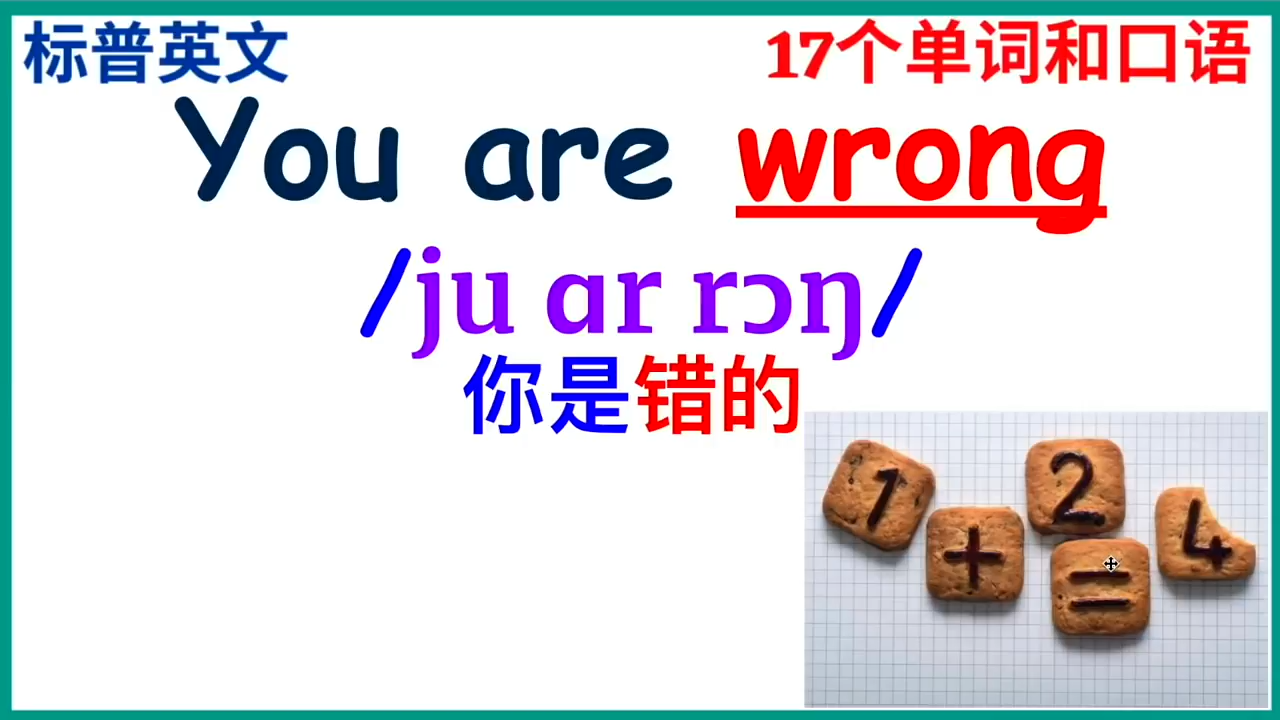 标普英文
17个单词和口语
You are wrong
/ju ɑr rɔŋ/
你是错的
1 + 2 = 4